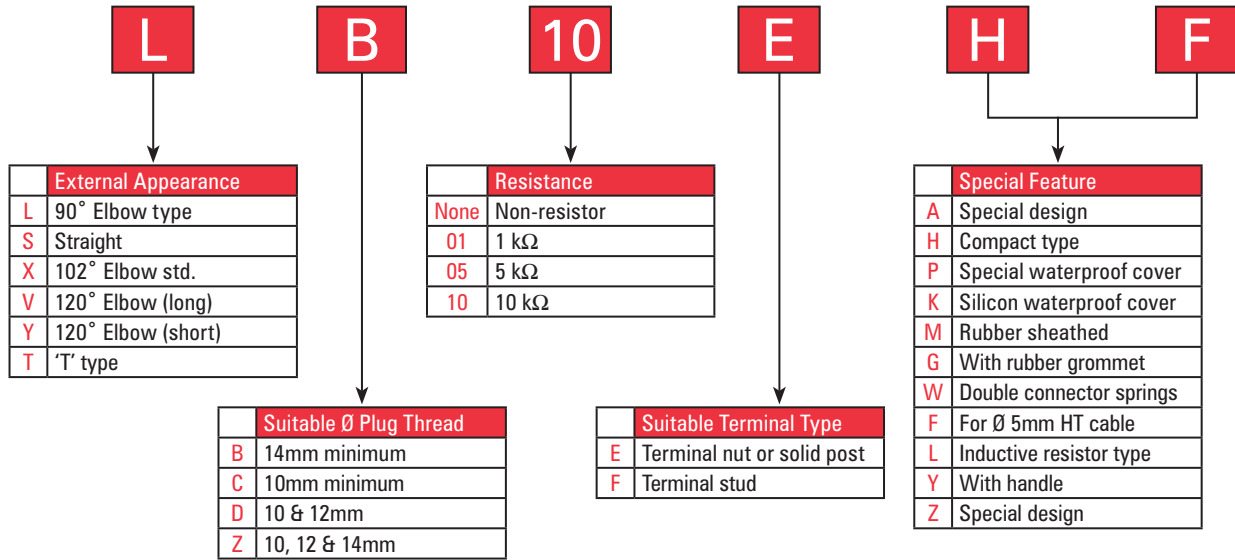 L B 10 E H F
External Appearance
L 90˚ Elbow type
S Straight
X 102˚ Elbow std.
V 120˚ Elbow (long)
Y 120˚ Elbow (short)
T ‘T’ type
Resistance
None Non-resistor
01 1 kΩ
05 5 kΩ
10 10 kΩ
Special Feature
A Special design
H Compact type
P Special waterproof cover
K Silicon waterproof cover
M Rubber sheathed
G With rubber grommet
W Double connector springs
F For Ø 5mm HT cable
L Inductive resistor type
Y With handle
Z Special design
Suitable Ø Plug Thread
B 14mm minimum
C 10mm minimum
D 10 & 12mm
Z 10, 12 & 14mm
Suitable Terminal Type
E Terminal nut or solid post
F Terminal stud